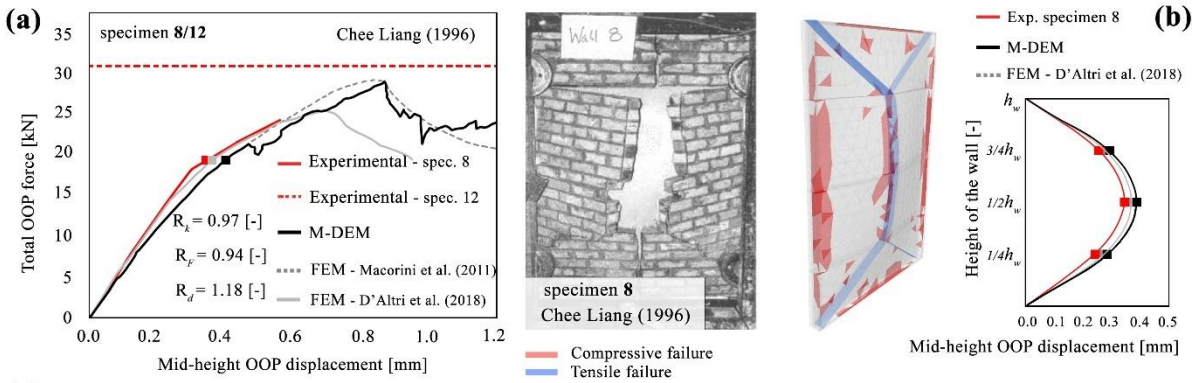 (a)
35
30
25
20
15
10
5
0
Total OOP force [kN]
specimen 8/12
Chee Liang (1996)
Experimental - spec. 8
Experimental - spec. 12
M-DEM
FEM - Macorini et al. (2011)
FEM - D'Altri et al. (2018)
R_k = 0.97 [-]
R_F = 0.94 [-]
R_d = 1.18 [-]
0.0 0.2 0.4 0.6 0.8 1.0 1.2
Mid-height OOP displacement [mm]
Wall 8
specimen 8
Chee Liang (1996)
Compressive failure
Tensile failure
(b)
Exp. specimen 8
M-DEM
FEM - D'Altri et al. (2018)
h_w
3/4h_w
1/2h_w
1/4h_w
Height of the wall [-]
0.0 0.1 0.2 0.3 0.4 0.5
Mid-height OOP displacement [mm]